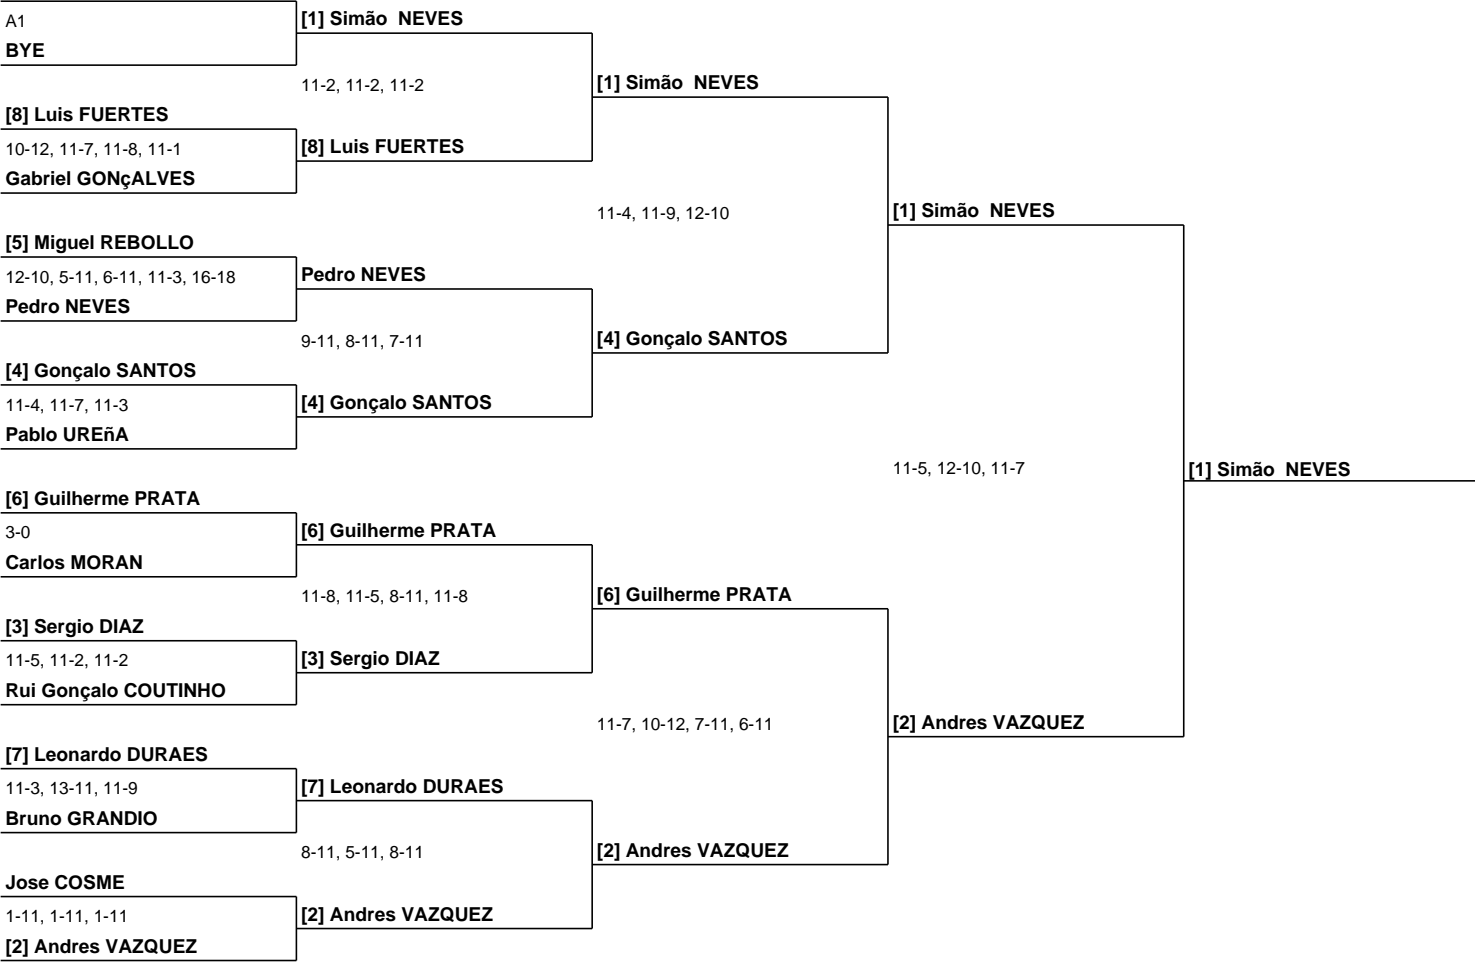 A1
BYE
[8] Luis FUERTES
10-12, 11-7, 11-8, 11-1
Gabriel GONçALVES
[5] Miguel REBOLLO
12-10, 5-11, 6-11, 11-3, 16-18
Pedro NEVES
[4] Gonçalo SANTOS
11-4, 11-7, 11-3
Pablo UREñA
[6] Guilherme PRATA
3-0
Carlos MORAN
[3] Sergio DIAZ
11-5, 11-2, 11-2
Rui Gonçalo COUTINHO
[7] Leonardo DURAES
11-3, 13-11, 11-9
Bruno GRANDIO
Jose COSME
1-11, 1-11, 1-11
[2] Andres VAZQUEZ
[1] Simão  NEVES
11-2, 11-2, 11-2
[8] Luis FUERTES
Pedro NEVES
9-11, 8-11, 7-11
[4] Gonçalo SANTOS
[6] Guilherme PRATA
11-8, 11-5, 8-11, 11-8
[3] Sergio DIAZ
[7] Leonardo DURAES
8-11, 5-11, 8-11
[2] Andres VAZQUEZ
[1] Simão  NEVES
11-4, 11-9, 12-10
[4] Gonçalo SANTOS
[6] Guilherme PRATA
11-7, 10-12, 7-11, 6-11
[2] Andres VAZQUEZ
[1] Simão  NEVES
11-5, 12-10, 11-7
[2] Andres VAZQUEZ
[1] Simão  NEVES